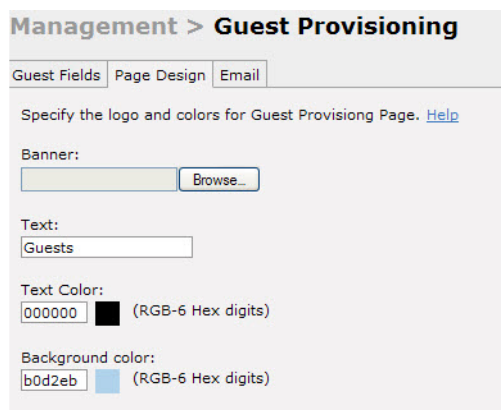 Management > Guest Provisioning
Guest Fields Page Design Email
Specify the logo and colors for Guest Provisiong Page. Help
Banner:
Browse...
Text:
Guests
Text Color:
000000 (RGB-6 Hex digits)
Background color:
b0d2eb (RGB-6 Hex digits)